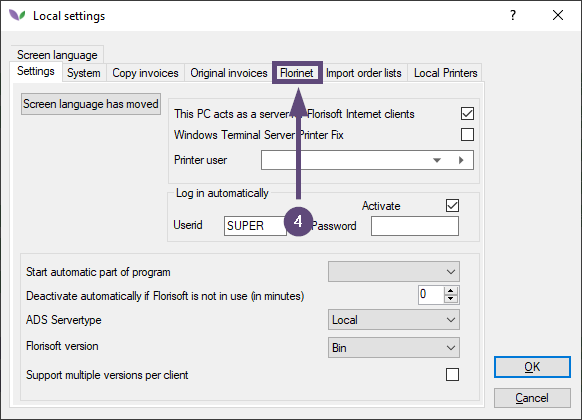 Local settings
?
Screen language
Settings System Copy invoices Original invoices Florinet Import order lists Local Printers
Screen language has moved
This PC acts as a server Florisoft Internet clients
Windows Terminal Server Printer Fix
Printer user
Log in automatically
Activate
Userid SUPER Password
4
Start automatic part of program
Deactivate automatically if Florisoft is not in use (in minutes) 0
ADS Servertype Local
Florisoft version Bin
Support multiple versions per client
OK
Cancel